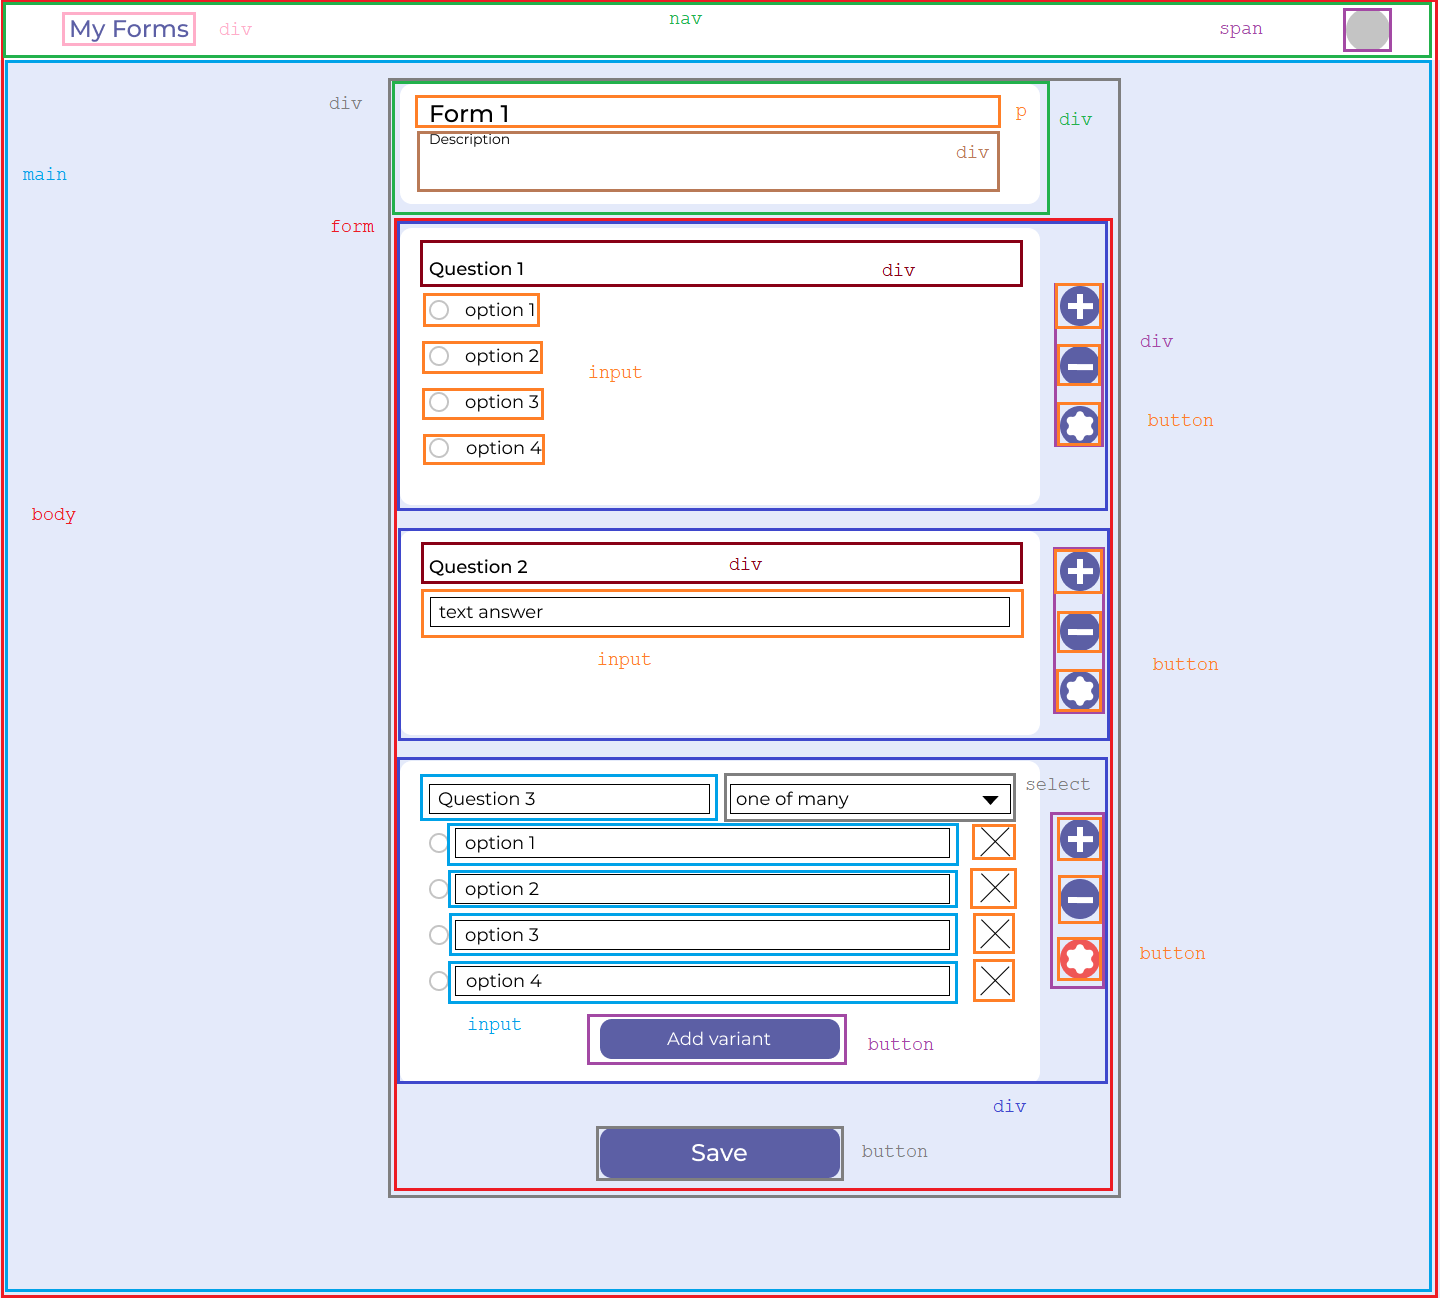 My Forms div nav span
div Form 1 p div
Description div
main
form
Question 1 div
option 1
div
option 2 input
option 3 button
option 4
body
Question 2 div
text answer
input button
Question 3 one of many select
option 1
option 2
option 3 button
option 4
input Add variant button
div
Save button